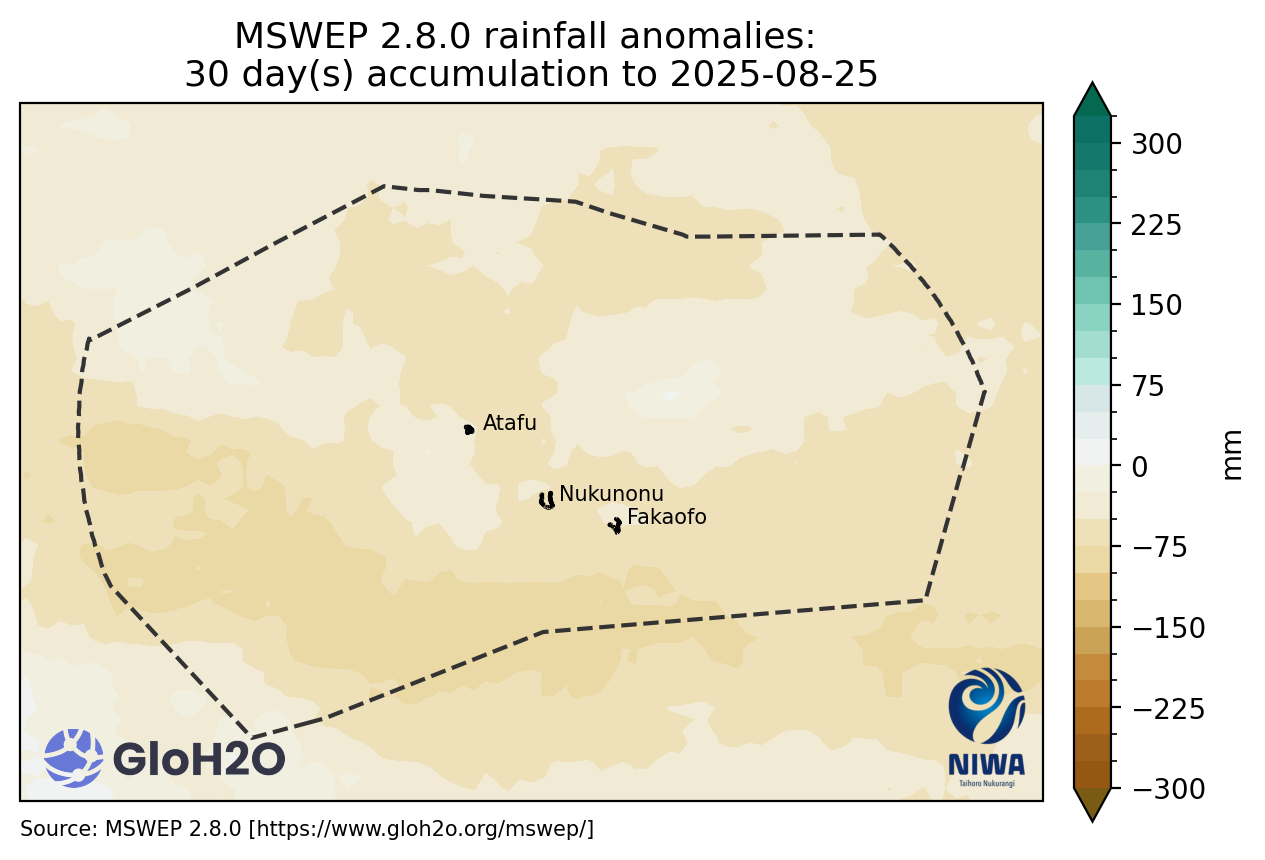 MSWEP 2.8.0 rainfall anomalies:
30 day(s) accumulation to 2025-08-25
300
225
150
75
0
−75
−150
−225
−300
mm
Atafu
Nukunonu
Fakaofo
GloH2O
NIWA
Taihoro Nukurangi
Source: MSWEP 2.8.0 [https://www.gloh2o.org/mswep/]